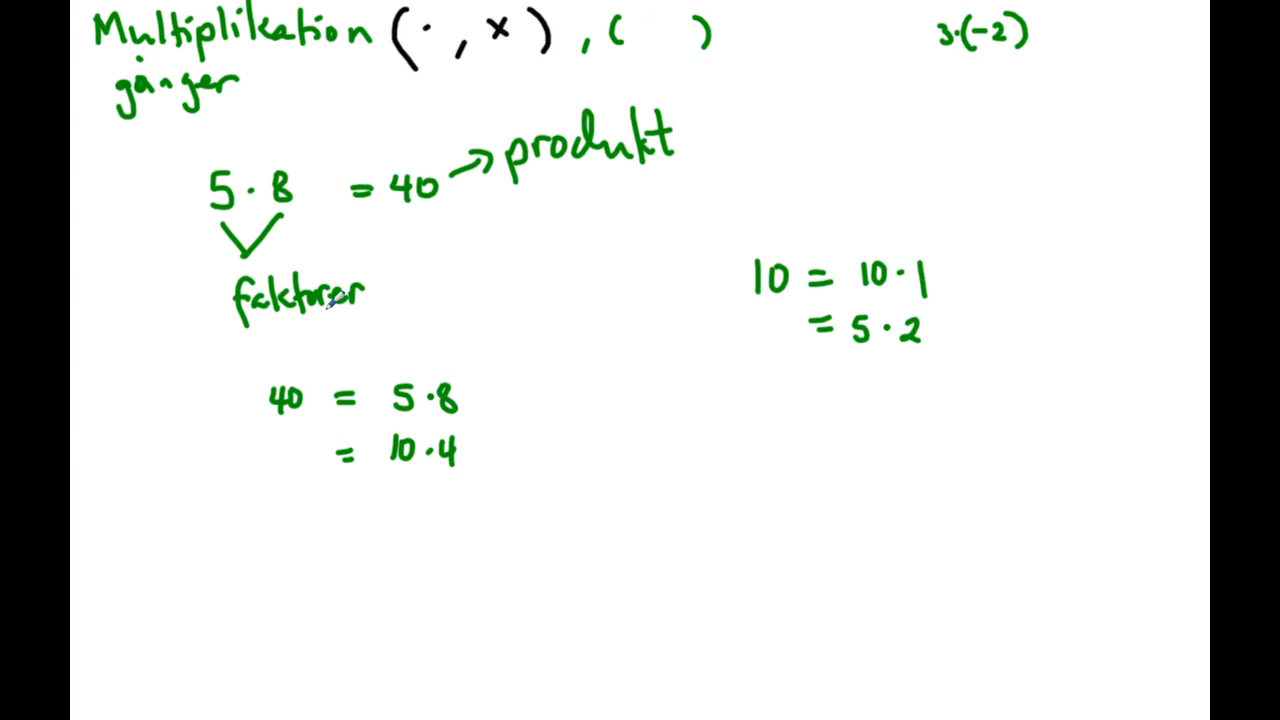 Multiplikation (·, ×), ( ) 3·(-2)
gånger
5·8 = 40 → produkt
faktorer
10 = 10·1
= 5·2
40 = 5·8
= 10·4